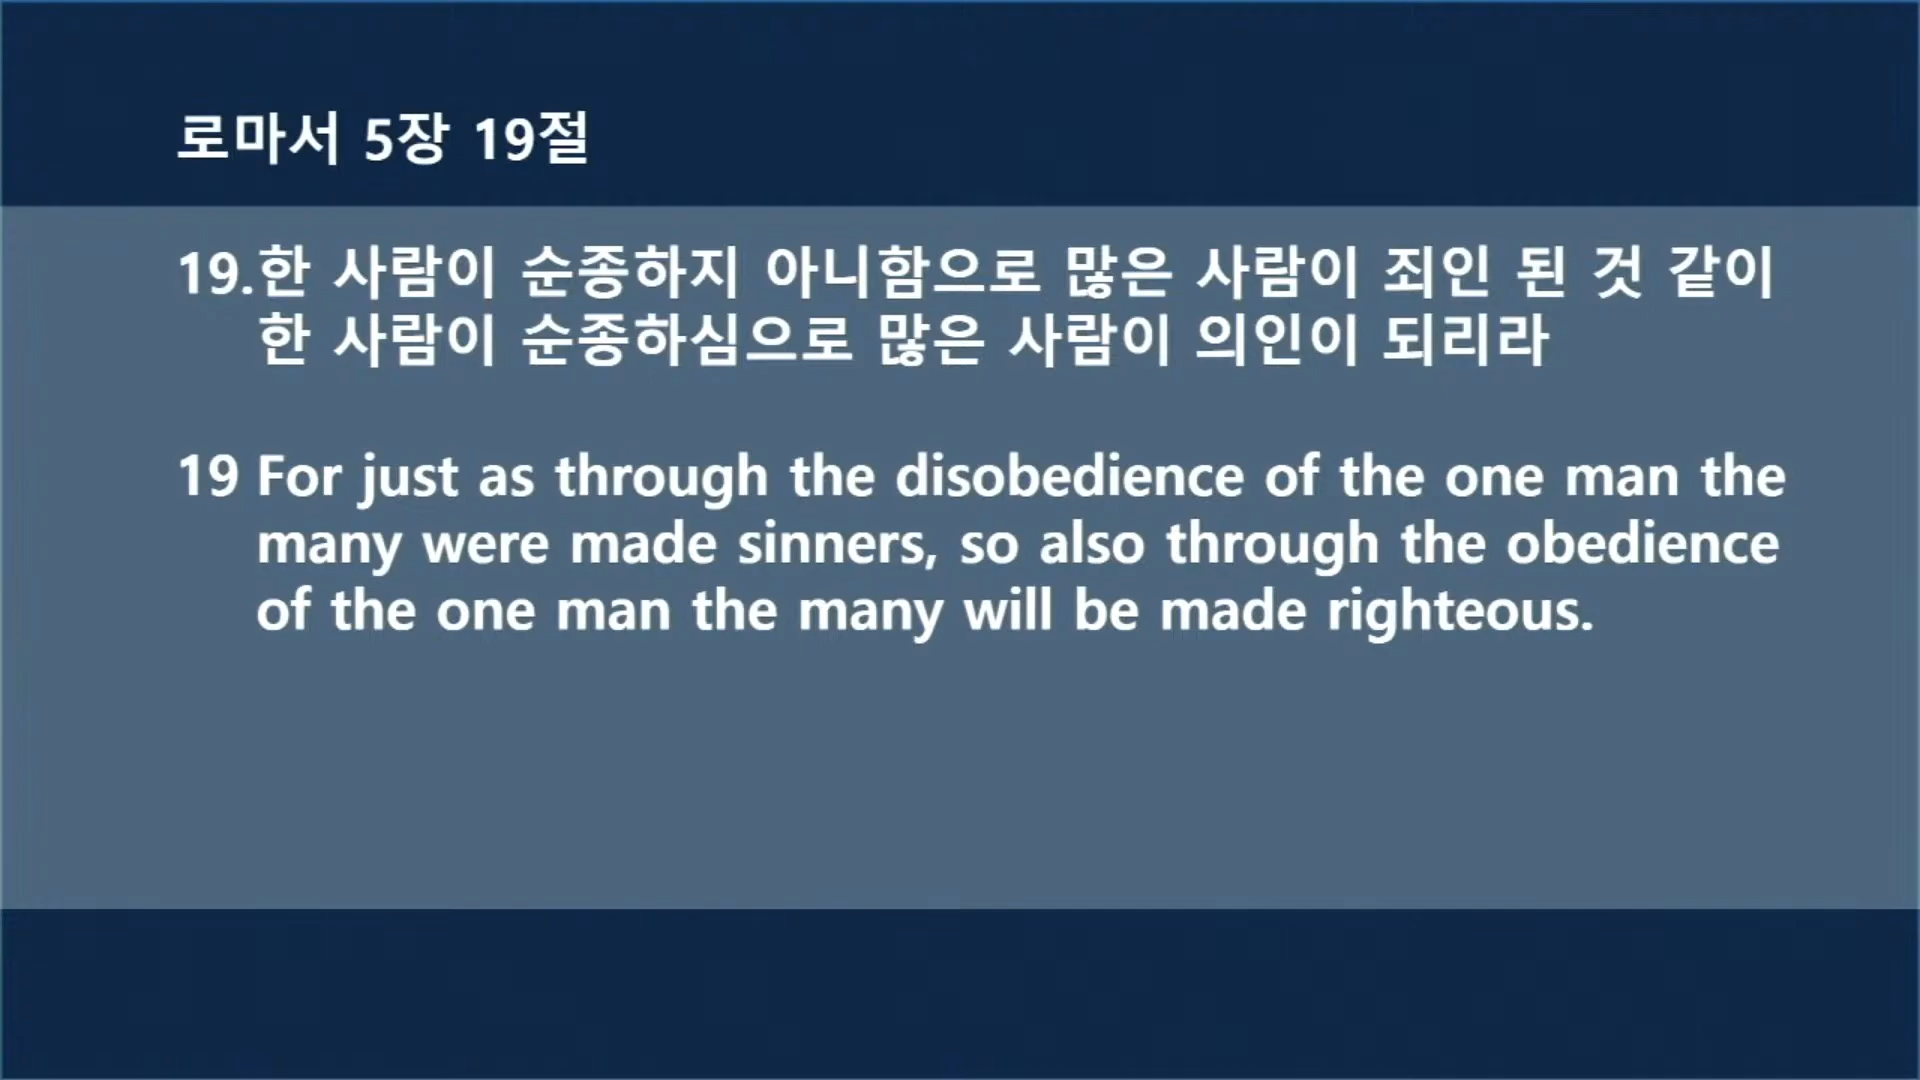 로마서 5장 19절
19.한 사람이 순종하지 아니함으로 많은 사람이 죄인 된 것 같이
한 사람이 순종하심으로 많은 사람이 의인이 되리라
19 For just as through the disobedience of the one man the
many were made sinners, so also through the obedience
of the one man the many will be made righteous.